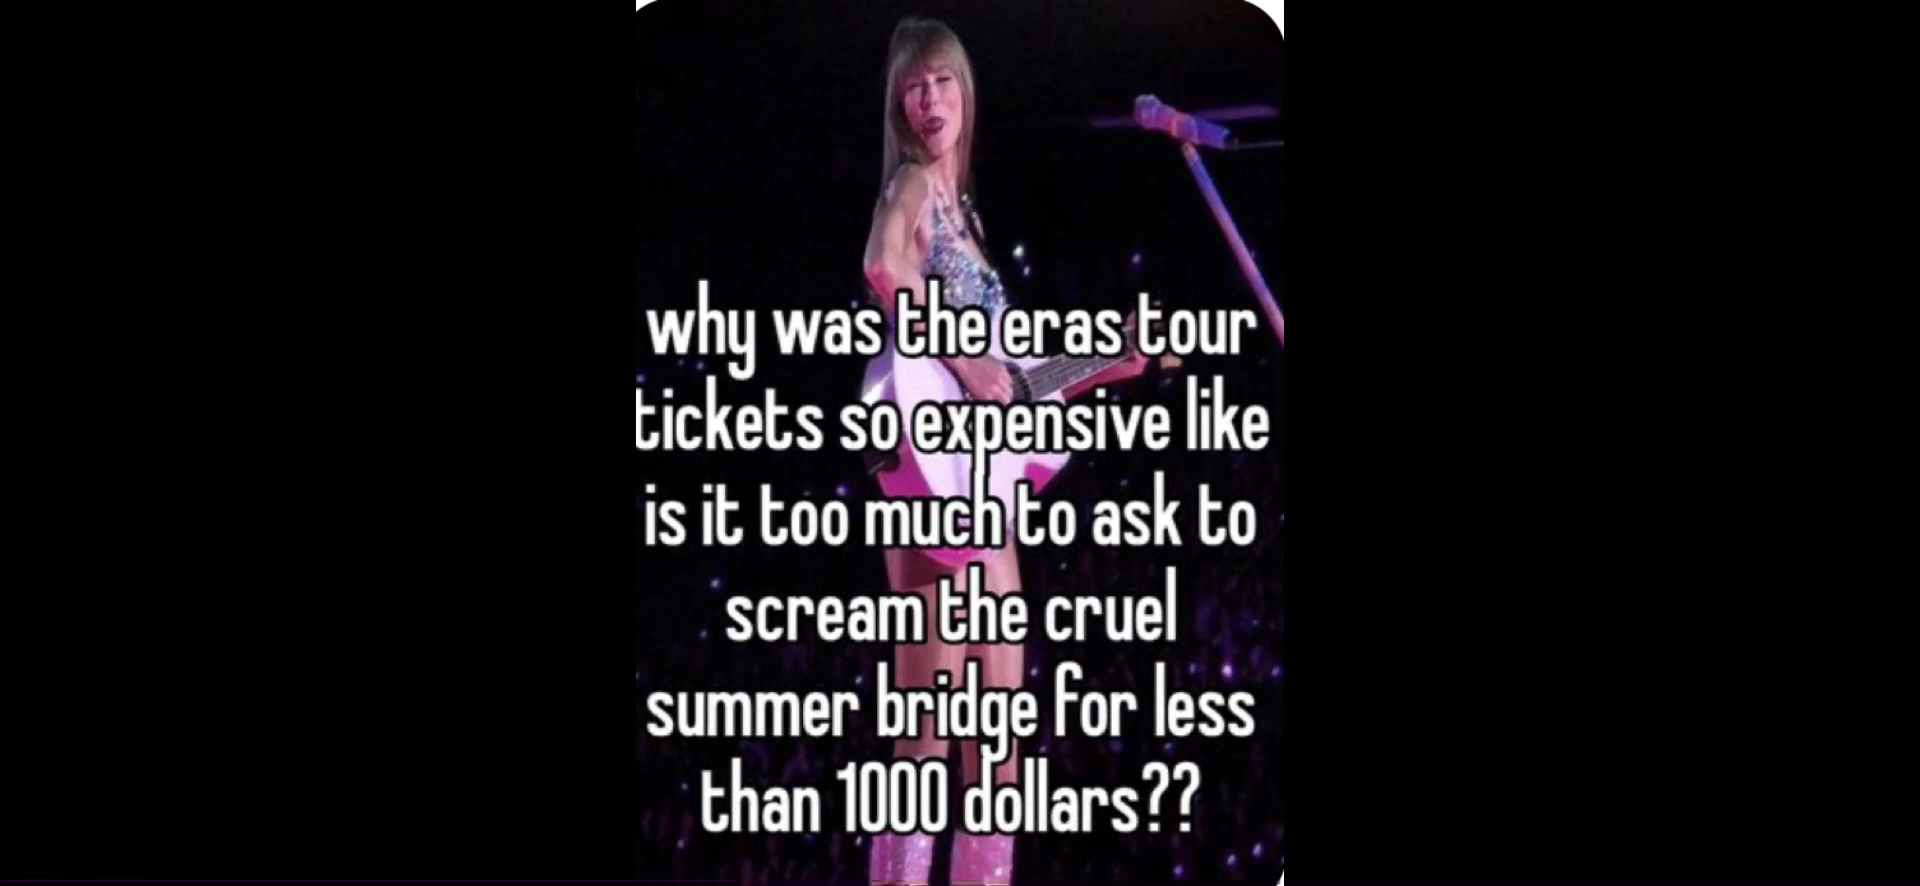 why was the eras tour
tickets so expensive like
is it too much to ask to
scream the cruel
summer bridge for less
than 1000 dollars??